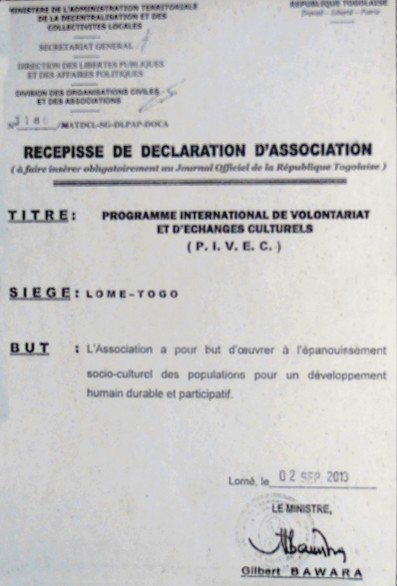 MINISTERE DE L'ADMINISTRATION TERRITORIALE
DE LA DECENTRALISATION ET DES
COLLECTIVITES LOCALES
REPUBLIQUE TOGOLAISE
Travail – Liberté – Patrie
SECRETARIAT GENERAL
DIRECTION DES LIBERTES PUBLIQUES
ET DES AFFAIRES POLITIQUES
DIVISION DES ORGANISATIONS CIVILES
ET DES ASSOCIATIONS
/MATDCL-SG-DLPAP-DOCA
RECEPISSE DE DECLARATION D'ASSOCIATION
( à faire insérer obligatoirement au Journal Officiel de la République Togolaise )
TITRE : PROGRAMME INTERNATIONAL DE VOLONTARIAT
ET D'ECHANGES CULTURELS
( P. I. V. E. C. )
SIEGE : LOME-TOGO
BUT : L'Association a pour but d'œuvrer à l'épanouissement
socio-culturel des populations pour un développement
humain durable et participatif.
Lomé, le 02 SEP. 2013
LE MINISTRE,
Gilbert BAWARA